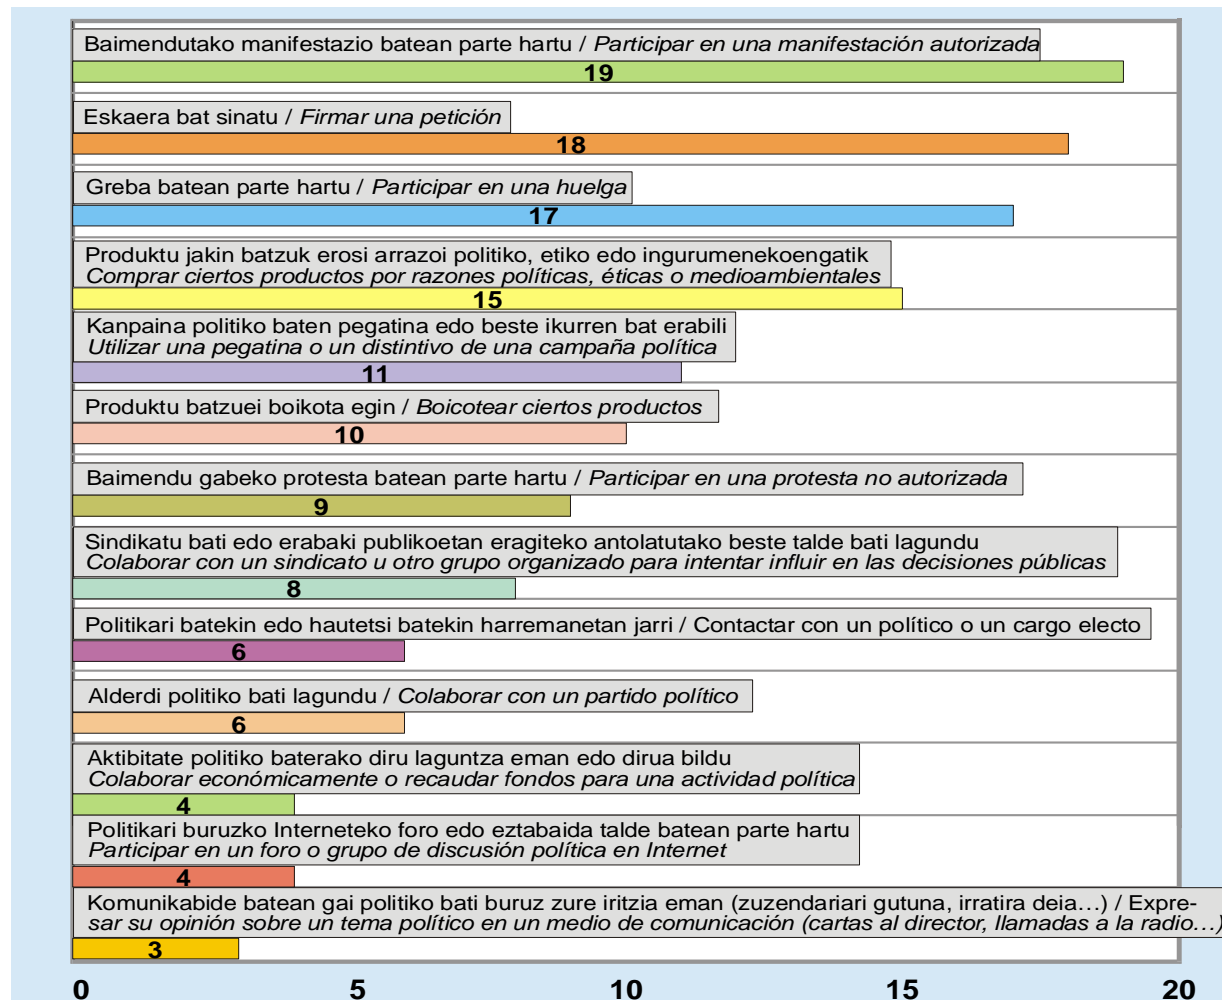 Baimendutako manifestazio batean parte hartu / Participar en una manifestación autorizada
19
Eskaera bat sinatu / Firmar una petición
18
Greba batean parte hartu / Participar en una huelga
17
Produktu jakin batzuk erosi arrazoi politiko, etiko edo ingurumenekoengatik
Comprar ciertos productos por razones políticas, éticas o medioambientales
15
Kanpaina politiko baten pegatina edo beste ikurren bat erabili
Utilizar una pegatina o un distintivo de una campaña política
11
Produktu batzuei boikota egin / Boicotear ciertos productos
10
Baimendu gabeko protesta batean parte hartu / Participar en una protesta no autorizada
9
Sindikatu bati edo erabaki publikoetan eragiteko antolatutako beste talde bati lagundu
Colaborar con un sindicato u otro grupo organizado para intentar influir en las decisiones públicas
8
Politikari batekin edo hautetsi batekin harremanetan jarri / Contactar con un político o un cargo electo
6
Alderdi politiko bati lagundu / Colaborar con un partido político
6
Aktibitate politiko baterako diru laguntza eman edo dirua bildu
Colaborar económicamente o recaudar fondos para una actividad política
4
Politikari buruzko Interneteko foro edo eztabaida talde batean parte hartu
Participar en un foro o grupo de discusión política en Internet
4
Komunikabide batean gai politiko bati buruz zure iritzia eman (zuzendariari gutuna, irratira deia…) / Expre-
sar su opinión sobre un tema político en un medio de comunicación (cartas al director, llamadas a la radio…)
3
0 5 10 15 20